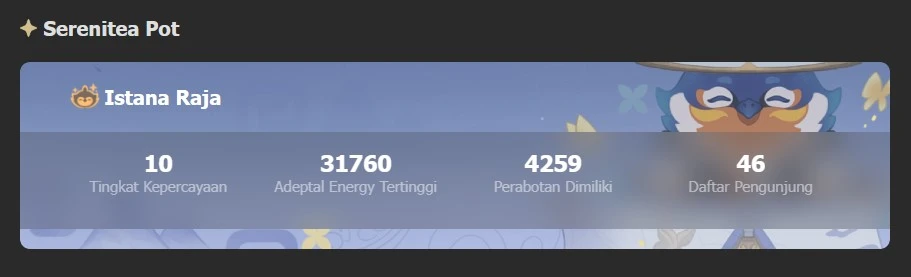 Serenitea Pot
Istana Raja
10
31760
4259
46
Tingkat Kepercayaan
Adeptal Energy Tertinggi
Perabotan Dimiliki
Daftar Pengunjung